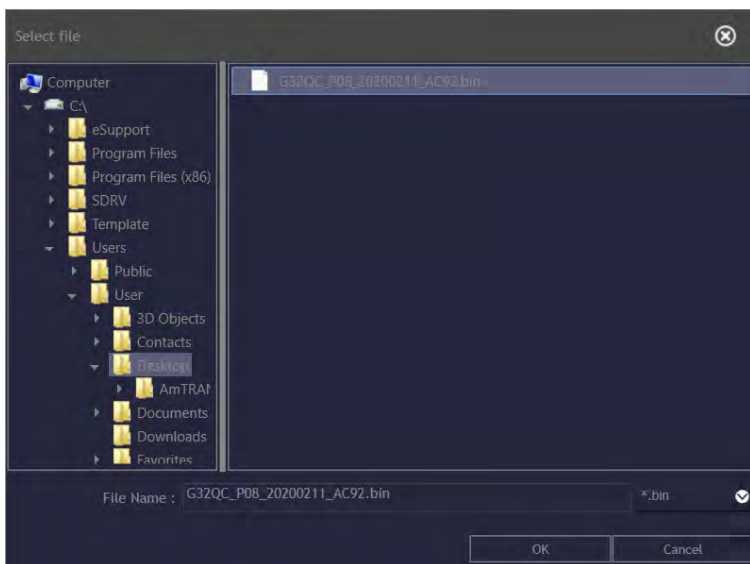 Select file
Computer
C:\
eSupport
Program Files
Program Files (x86)
SDRV
Template
Users
Public
User
3D Objects
Contacts
Desktop
AmTRAN
Documents
Downloads
Favorites
G32QC_P08_20200211_AC92.bin
File Name : G32QC_P08_20200211_AC92.bin *.bin
OK Cancel